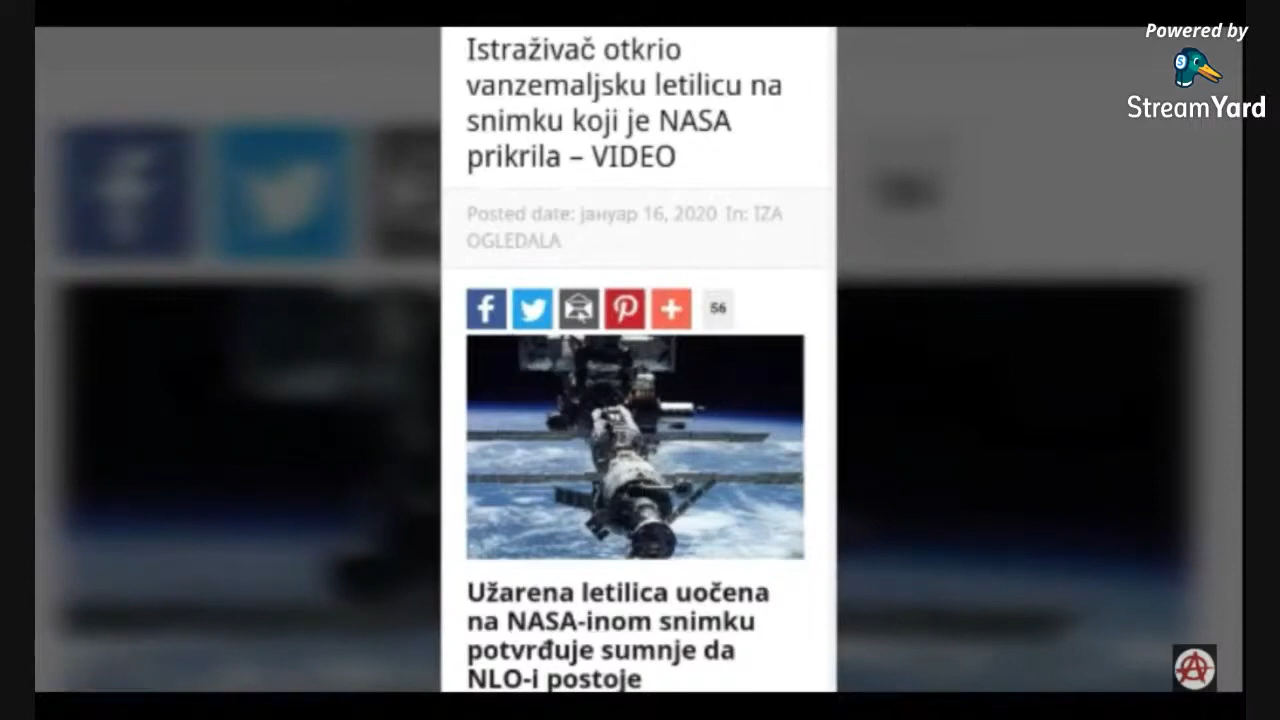 Powered by
StreamYard
Istraživač otkrio
vanzemaljsku letilicu na
snimku koji je NASA
prikrila – VIDEO
Posted date: јануар 16, 2020 In: IZA
OGLEDALA
56
Užarena letilica uočena
na NASA-inom snimku
potvrđuje sumnje da
NLO-i postoje